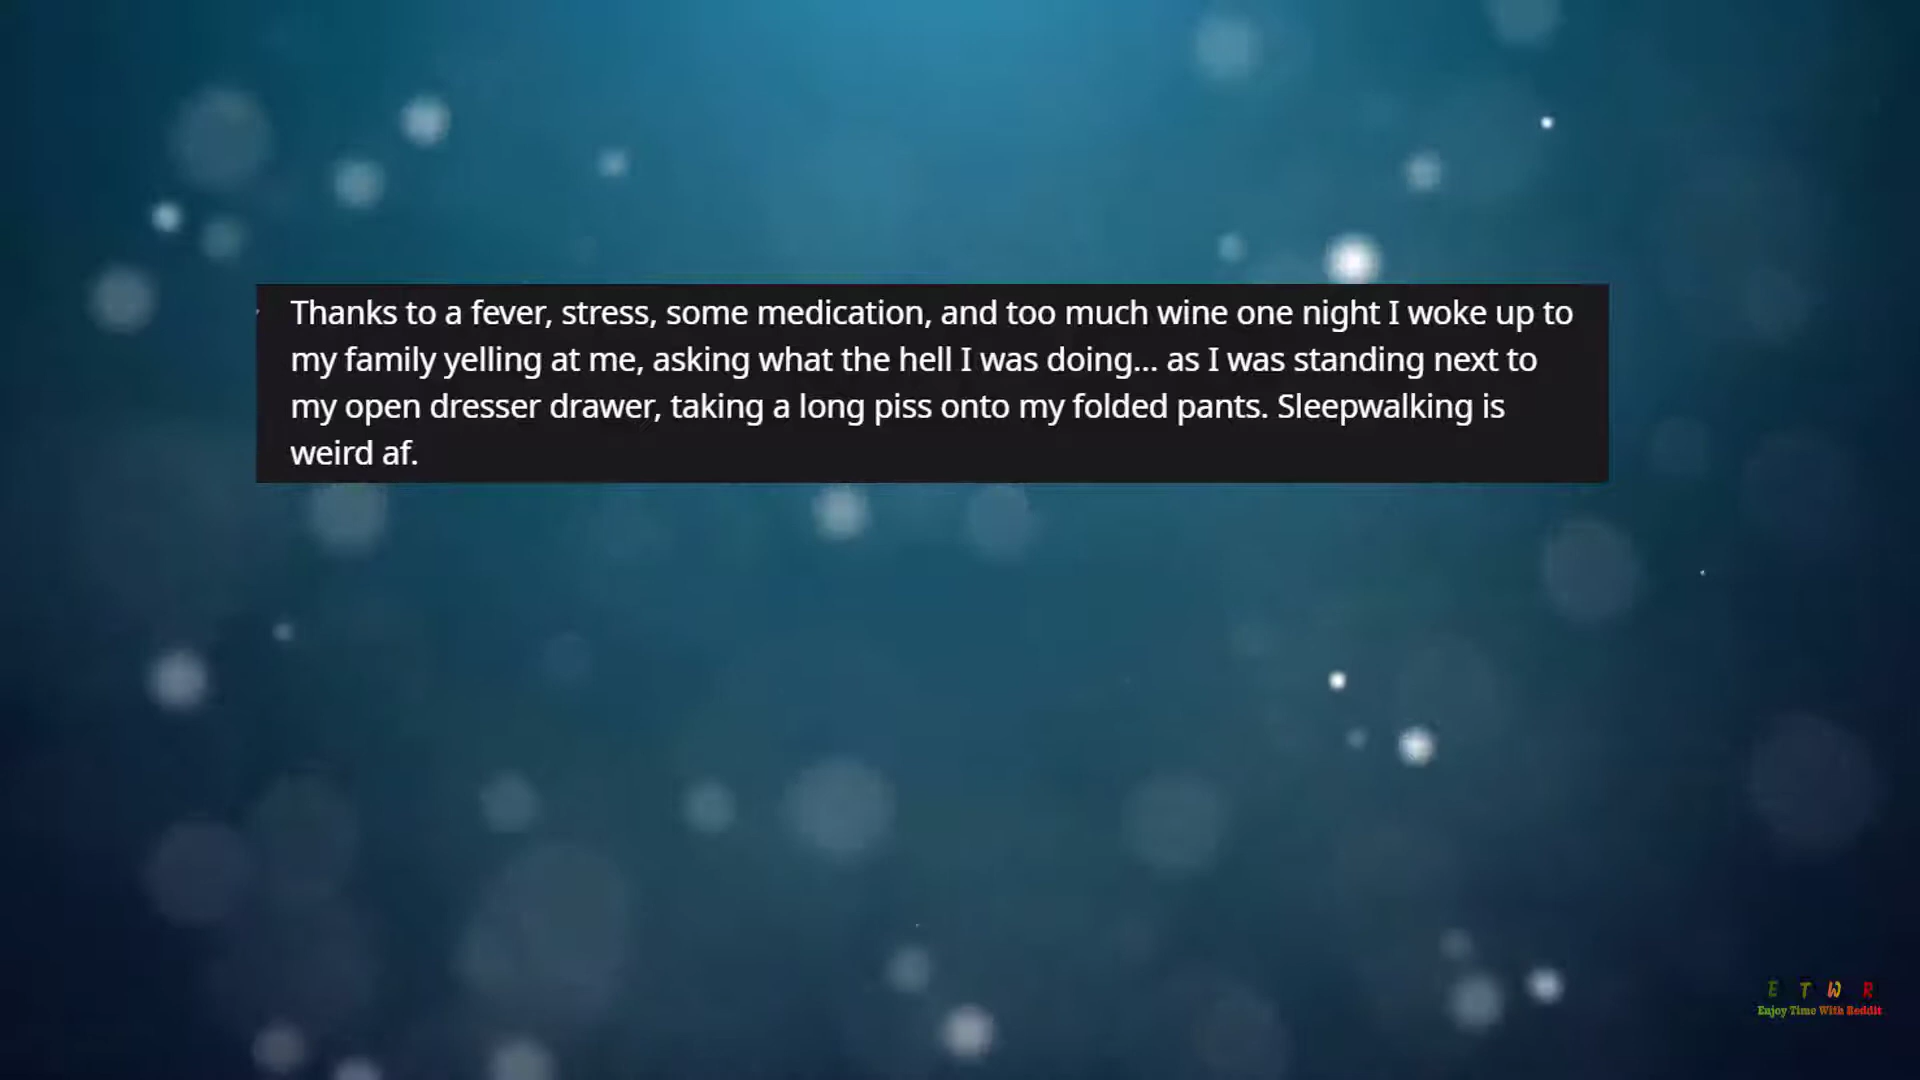 Thanks to a fever, stress, some medication, and too much wine one night I woke up to
my family yelling at me, asking what the hell I was doing... as I was standing next to
my open dresser drawer, taking a long piss onto my folded pants. Sleepwalking is
weird af.
E T W R
Enjoy Time With Reddit